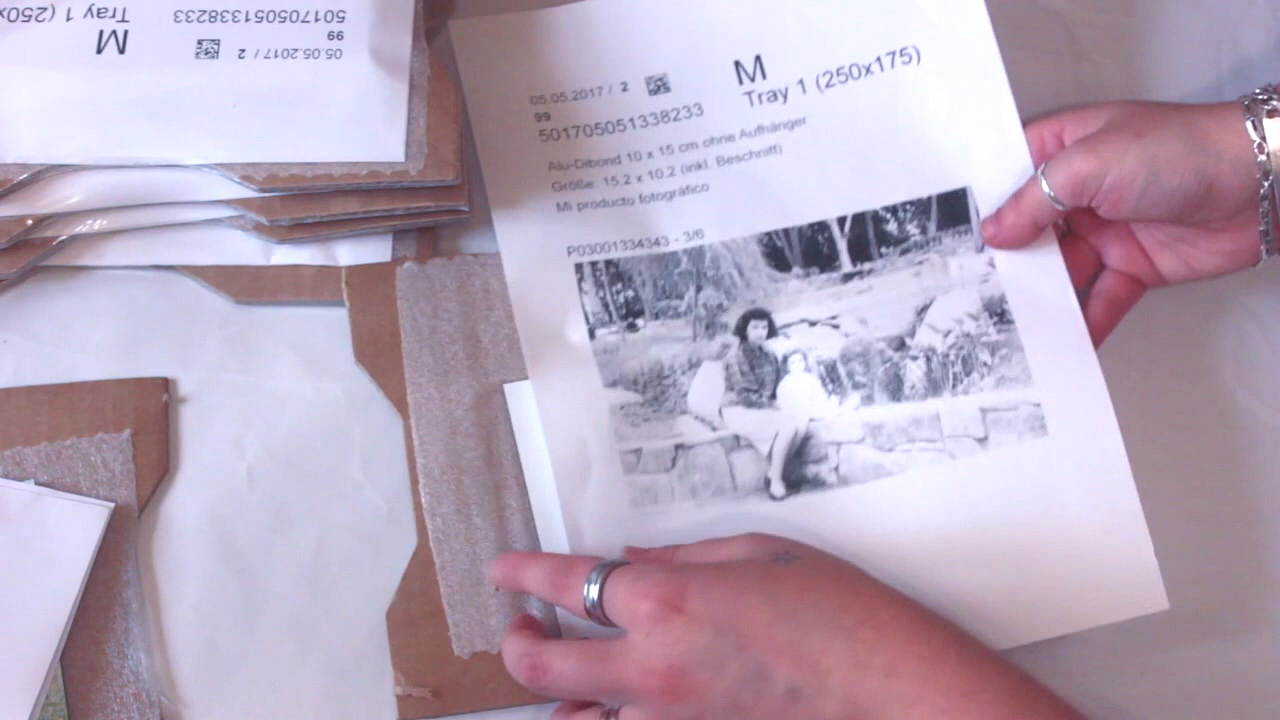 05.05.2017 / 2
99
501705051338233
M
Tray 1 (250x
05.05.2017 / 2
99
501705051338233
M
Tray 1 (250x175)
Alu-Dibond 10 x 15 cm ohne Aufhänger
Größe: 15.2 x 10.2 (inkl. Beschnitt)
Mi producto fotográfico
P03001334343 - 3/6